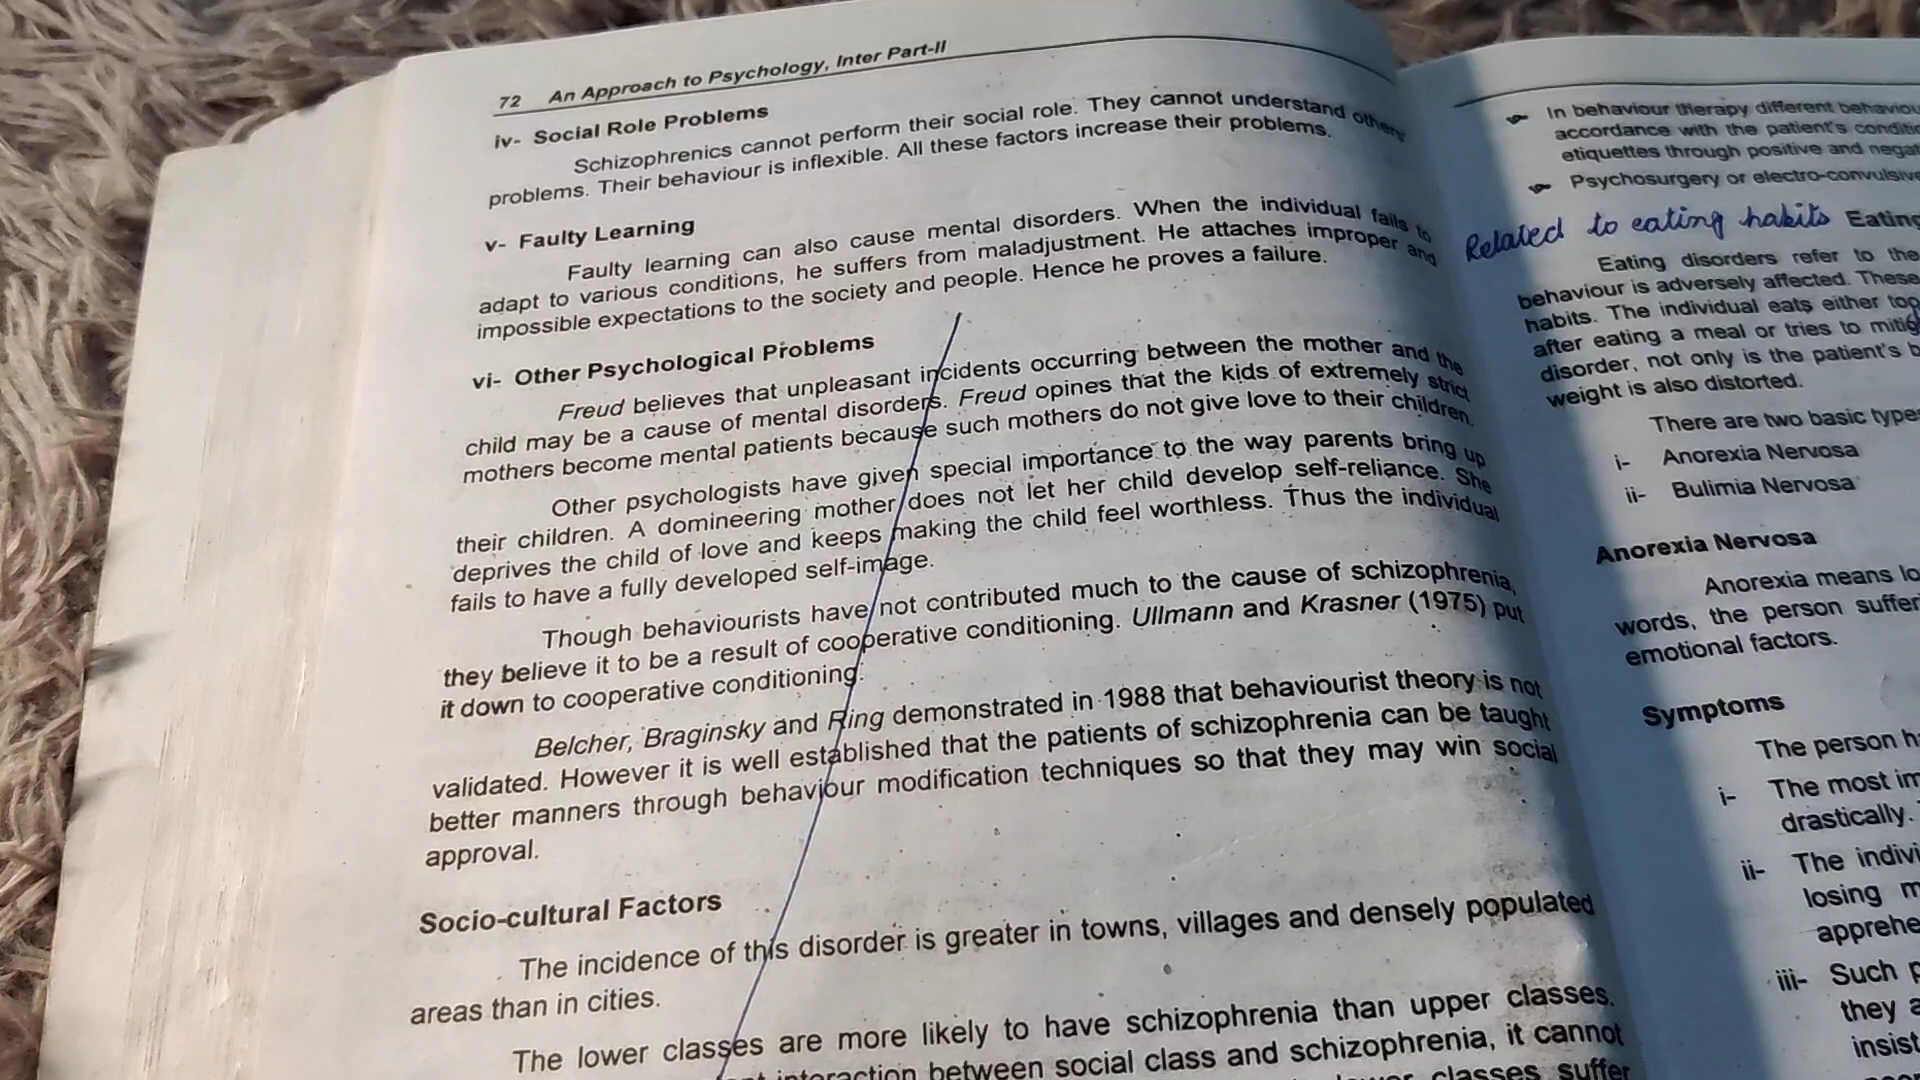 72 An Approach to Psychology, Inter Part-II
iv- Social Role Problems
Schizophrenics cannot perform their social role. They cannot understand others
problems. Their behaviour is inflexible. All these factors increase their problems.
v- Faulty Learning
Faulty learning can also cause mental disorders. When the individual fails to
adapt to various conditions, he suffers from maladjustment. He attaches improper and
impossible expectations to the society and people. Hence he proves a failure.
vi- Other Psychological Problems
Freud believes that unpleasant incidents occurring between the mother and the
child may be a cause of mental disorders. Freud opines that the kids of extremely strict
mothers become mental patients because such mothers do not give love to their children.
Other psychologists have given special importance to the way parents bring up
their children. A domineering mother does not let her child develop self-reliance. She
deprives the child of love and keeps making the child feel worthless. Thus the individual
fails to have a fully developed self-image.
Though behaviourists have not contributed much to the cause of schizophrenia,
they believe it to be a result of cooperative conditioning. Ullmann and Krasner (1975) put
it down to cooperative conditioning.
Belcher, Braginsky and Ring demonstrated in 1988 that behaviourist theory is not
validated. However it is well established that the patients of schizophrenia can be taught
better manners through behaviour modification techniques so that they may win social
approval.
Socio-cultural Factors
The incidence of this disorder is greater in towns, villages and densely populated
areas than in cities.
The lower classes are more likely to have schizophrenia than upper classes.
interaction between social class and schizophrenia, it cannot
classes suffer
In behaviour therapy different
accordance with the patient's
etiquettes through positive and
Psychosurgery or
Related to eating habits Eating
Eating disorders refer to the
behaviour is adversely affected. These
habits. The individual eats either too
after eating a meal or tries to
disorder, not only is the patient's
weight is also distorted.
There are two basic types
i- Anorexia Nervosa
ii- Bulimia Nervosa
Anorexia Nervosa
Anorexia means
words, the person
emotional factors.
Symptoms
The person
i- The most
drastically.
ii- The
losing
iii- Such
they